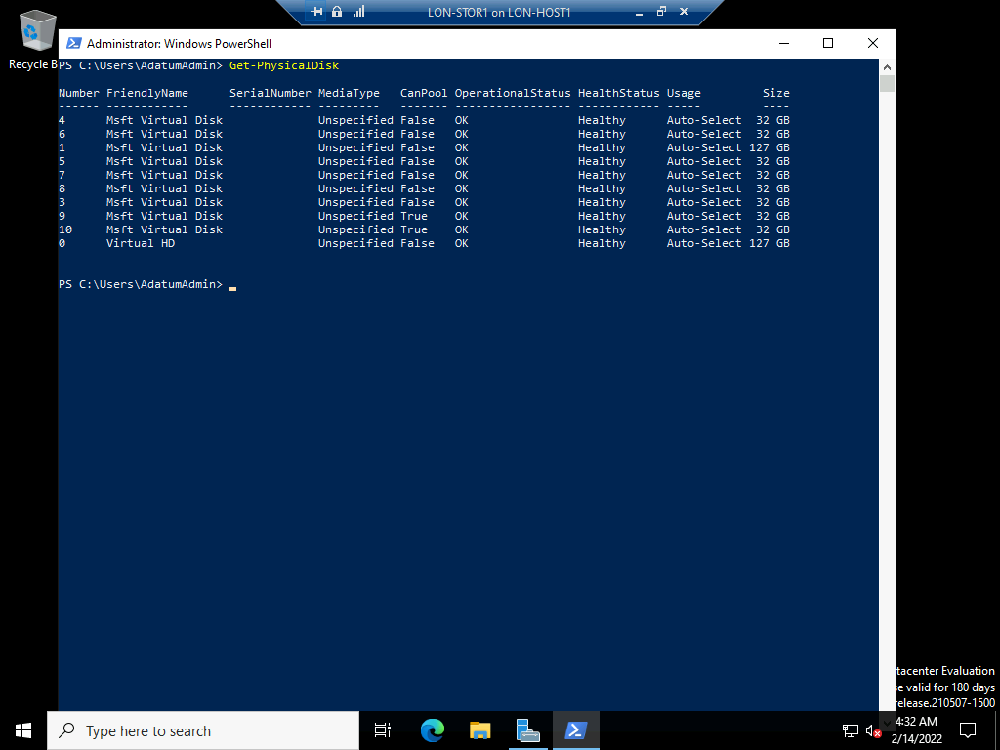 LON-STOR1 on LON-HOST1
Administrator: Windows PowerShell
Recycle B
PS C:\Users\AdatumAdmin> Get-PhysicalDisk
Number FriendlyName SerialNumber MediaType CanPool OperationalStatus HealthStatus Usage Size
------ ------------ ------------ --------- ------- ----------------- ------------ ----- ----
4 Msft Virtual Disk Unspecified False OK Healthy Auto-Select 32 GB
6 Msft Virtual Disk Unspecified False OK Healthy Auto-Select 32 GB
1 Msft Virtual Disk Unspecified False OK Healthy Auto-Select 127 GB
5 Msft Virtual Disk Unspecified False OK Healthy Auto-Select 32 GB
7 Msft Virtual Disk Unspecified False OK Healthy Auto-Select 32 GB
8 Msft Virtual Disk Unspecified False OK Healthy Auto-Select 32 GB
3 Msft Virtual Disk Unspecified False OK Healthy Auto-Select 32 GB
9 Msft Virtual Disk Unspecified True OK Healthy Auto-Select 32 GB
10 Msft Virtual Disk Unspecified True OK Healthy Auto-Select 32 GB
0 Virtual HD Unspecified False OK Healthy Auto-Select 127 GB
PS C:\Users\AdatumAdmin>
tacenter Evaluation
se valid for 180 days
release.210507-1500
Type here to search
4:32 AM
2/14/2022